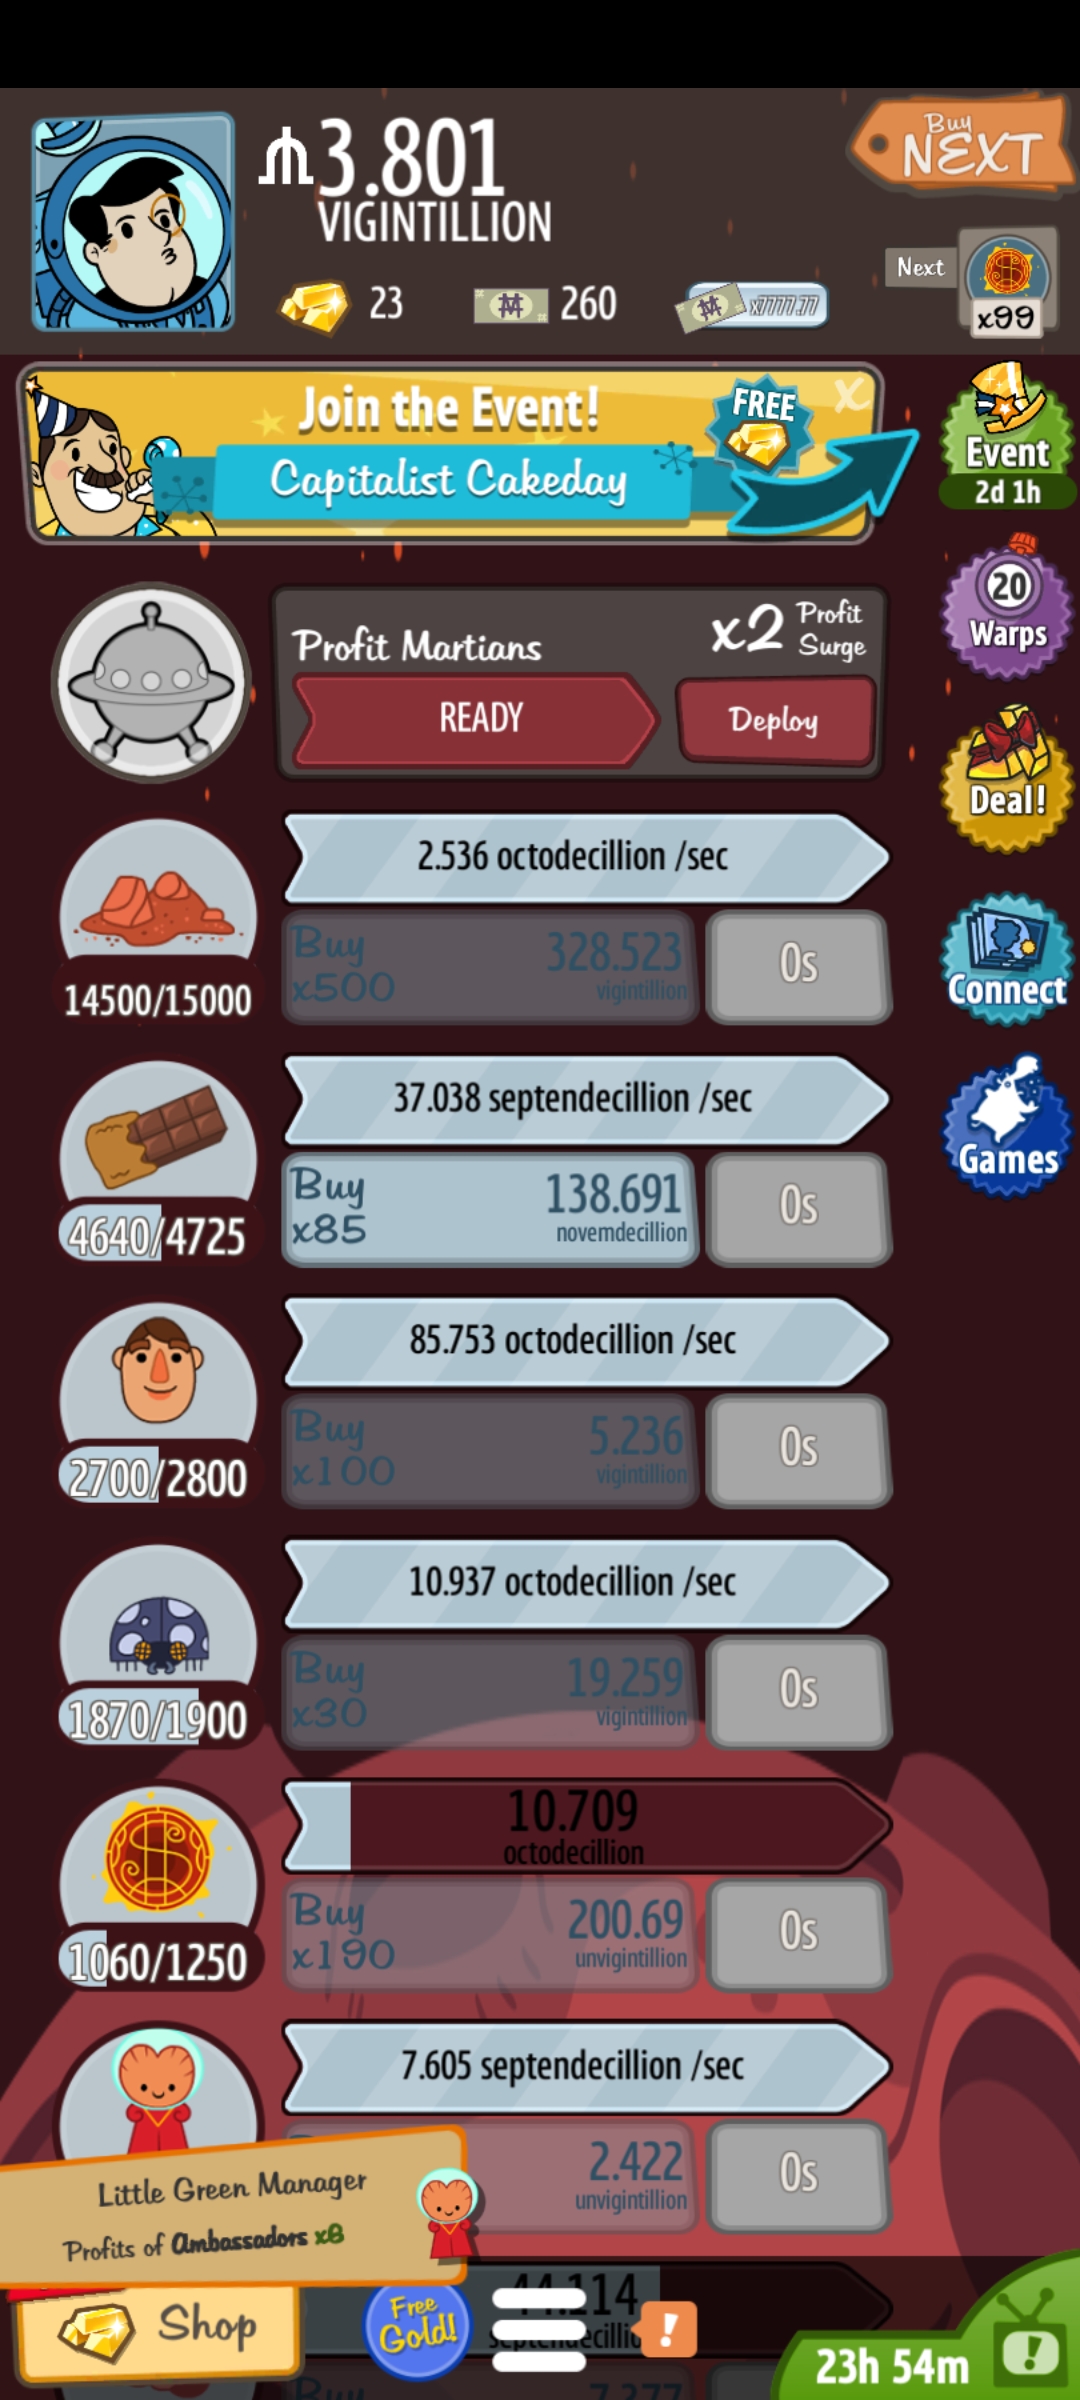 3.801
VIGINTILLION
Buy
NEXT
23
260
x7777.77
Next
x99
Join the Event!
Capitalist Cakeday
FREE
x
Event
2d 1h
20
Warps
Deal!
Connect
Games
Profit Martians
x2 Profit
Surge
READY
Deploy
2.536 octodecillion /sec
14500/15000
Buy
x500
328.523
vigintillion
0s
37.038 septendecillion /sec
4640/4725
Buy
x85
138.691
novemdecillion
0s
85.753 octodecillion /sec
2700/2800
Buy
x100
5.236
vigintillion
0s
10.937 octodecillion /sec
1870/1900
Buy
x30
19.259
vigintillion
0s
10.709
octodecillion
1060/1250
Buy
x190
200.69
unvigintillion
0s
7.605 septendecillion /sec
2.422
unvigintillion
0s
Little Green Manager
Profits of Ambassadors x8
Shop
Free
Gold!
!
23h 54m
!